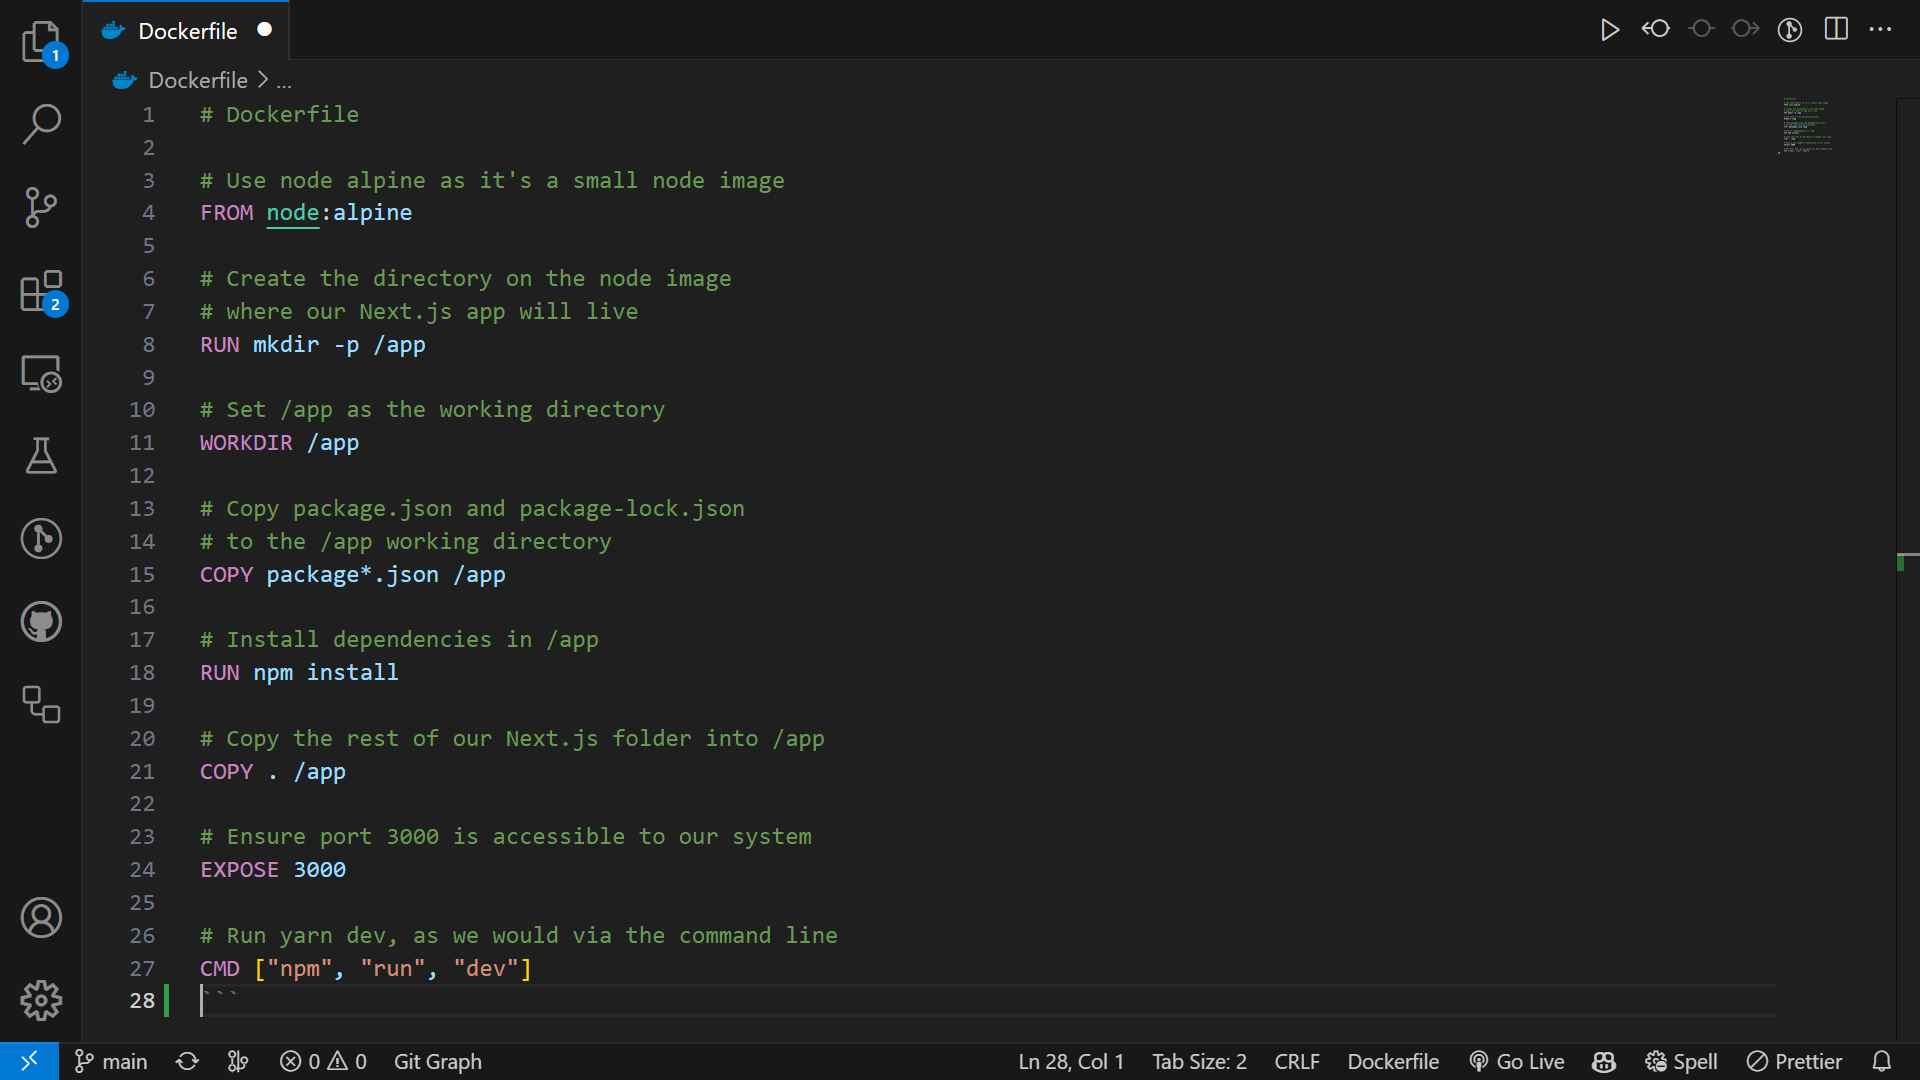 1
Dockerfile
Dockerfile > ...
1 # Dockerfile
2
3 # Use node alpine as it's a small node image
4 FROM node:alpine
5
6 # Create the directory on the node image
7 # where our Next.js app will live
8 RUN mkdir -p /app
9
10 # Set /app as the working directory
11 WORKDIR /app
12
13 # Copy package.json and package-lock.json
14 # to the /app working directory
15 COPY package*.json /app
16
17 # Install dependencies in /app
18 RUN npm install
19
20 # Copy the rest of our Next.js folder into /app
21 COPY . /app
22
23 # Ensure port 3000 is accessible to our system
24 EXPOSE 3000
25
26 # Run yarn dev, as we would via the command line
27 CMD ["npm", "run", "dev"]
28 ```
2
main 0 0 Git Graph Ln 28, Col 1 Tab Size: 2 CRLF Dockerfile Go Live Spell Prettier